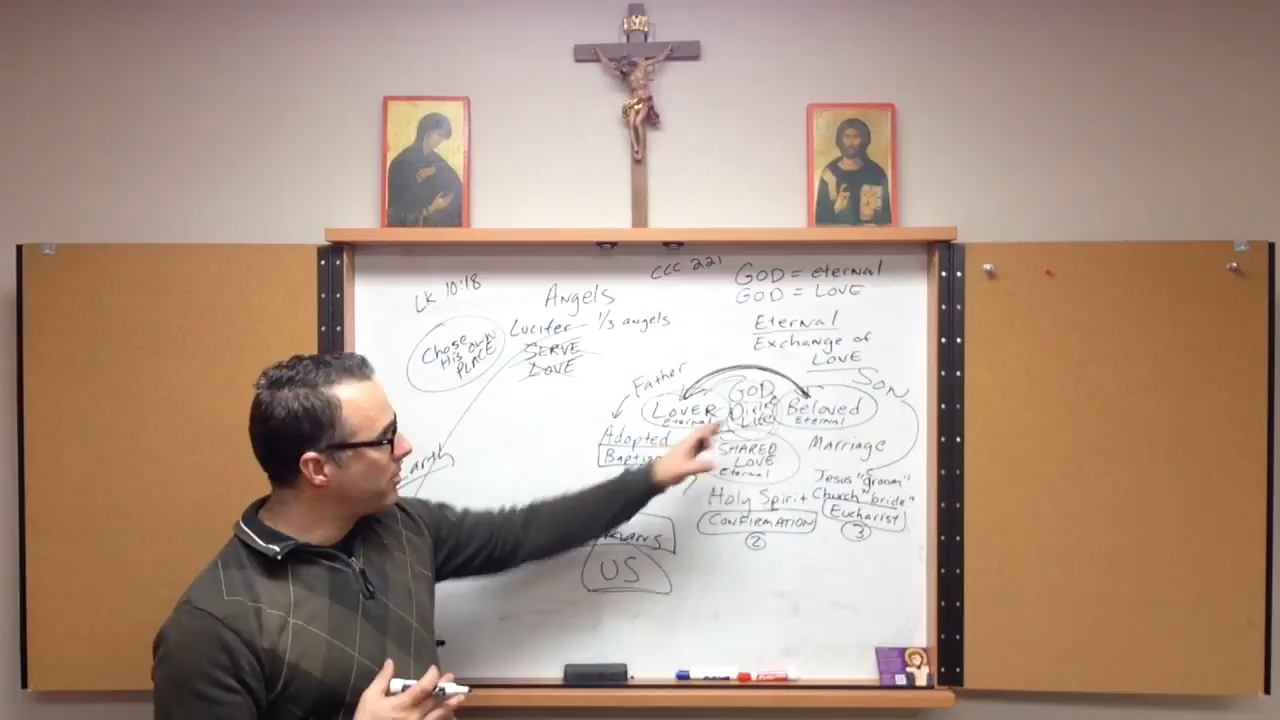 LK 10:18
Chose
His own
PLACE
Angels
Lucifer 1/3 angels
SERVE
LOVE
CCC 221
GOD = eternal
GOD = LOVE
Eternal
Exchange of
LOVE
Father
SON
LOVER
eternal
GOD
Divine
Life
Beloved
Eternal
Adopted
SHARED
LOVE
Eternal
Marriage
Jesus "groom"
Church "bride"
Eucharist
3
Holy Spirit
CONFIRMATION
2
US